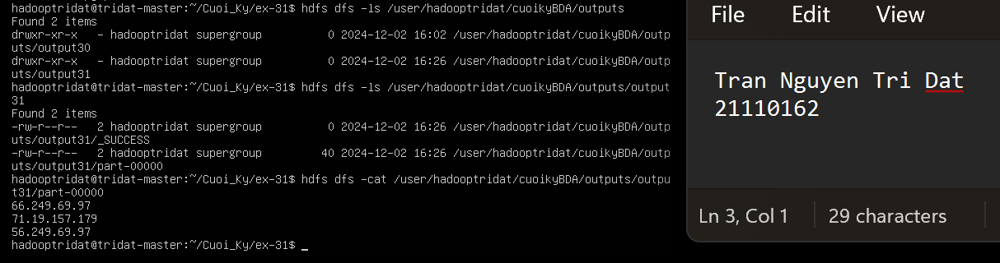 hadooptridat@tridat-master:~/Cuoi_Ky/ex-31$ hdfs dfs -ls /user/hadooptridat/cuoikyBDA/outputs
Found 2 items
drwxr-xr-x   - hadooptridat supergroup          0 2024-12-02 16:02 /user/hadooptridat/cuoikyBDA/outp
uts/output30
drwxr-xr-x   - hadooptridat supergroup          0 2024-12-02 16:26 /user/hadooptridat/cuoikyBDA/outp
uts/output31
hadooptridat@tridat-master:~/Cuoi_Ky/ex-31$ hdfs dfs -ls /user/hadooptridat/cuoikyBDA/outputs/output
31
Found 2 items
-rw-r--r--   2 hadooptridat supergroup          0 2024-12-02 16:26 /user/hadooptridat/cuoikyBDA/outp
uts/output31/_SUCCESS
-rw-r--r--   2 hadooptridat supergroup         40 2024-12-02 16:26 /user/hadooptridat/cuoikyBDA/outp
uts/output31/part-00000
hadooptridat@tridat-master:~/Cuoi_Ky/ex-31$ hdfs dfs -cat /user/hadooptridat/cuoikyBDA/outputs/outpu
t31/part-00000
66.249.69.97
71.19.157.179
56.249.69.97
hadooptridat@tridat-master:~/Cuoi_Ky/ex-31$ _
File Edit View
Tran Nguyen Tri Dat
21110162
Ln 3, Col 1 29 characters